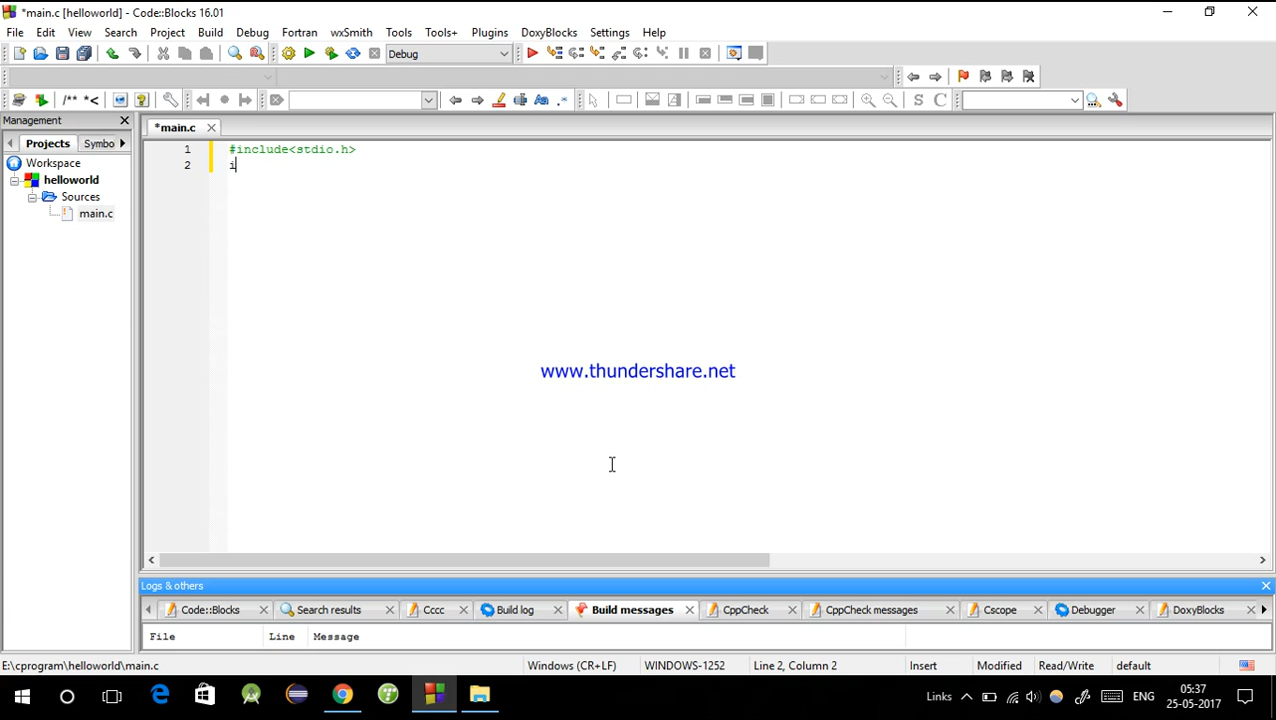 *main.c [helloworld] - Code::Blocks 16.01
File Edit View Search Project Build Debug Fortran wxSmith Tools Tools+ Plugins DoxyBlocks Settings Help
Debug
/** *<
S C
Management
*main.c
Projects Symbo
1 #include<stdio.h>
2 i
Workspace
helloworld
Sources
main.c
www.thundershare.net
Logs & others
Code::Blocks Search results Cccc Build log Build messages CppCheck CppCheck messages Cscope Debugger DoxyBlocks
File Line Message
E:\cprogram\helloworld\main.c Windows (CR+LF) WINDOWS-1252 Line 2, Column 2 Insert Modified Read/Write default
Links ENG 05:37
25-05-2017